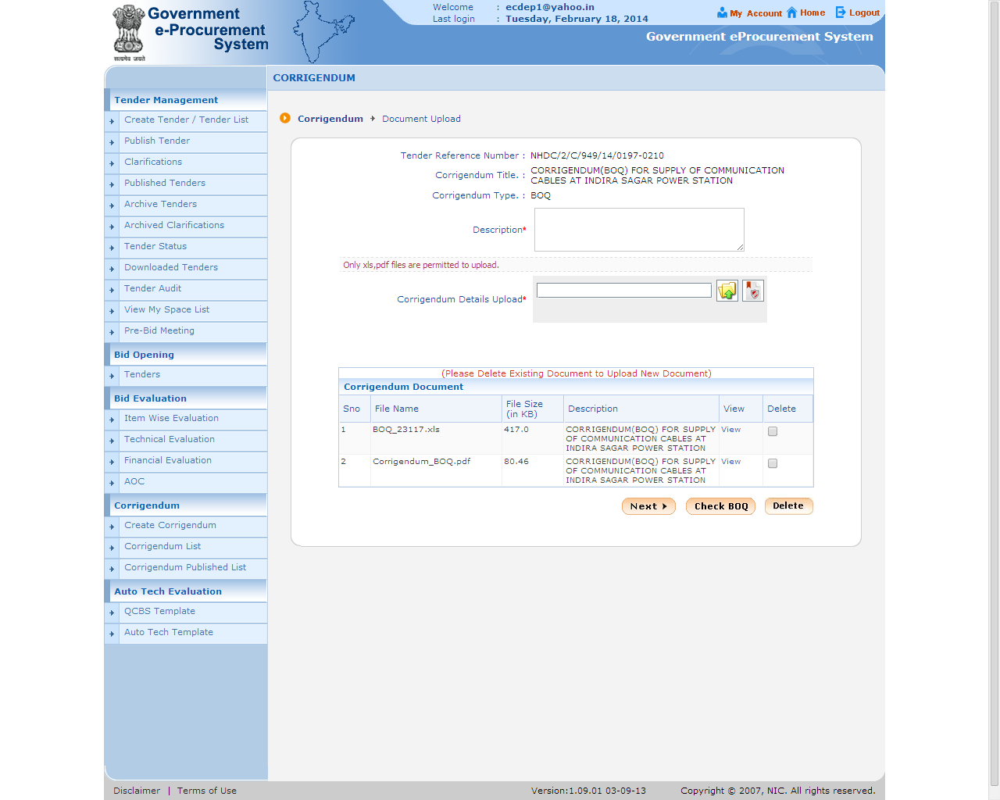 Government
e-Procurement
System
सत्यमेव जयते
Welcome : ecdep1@yahoo.in
Last login : Tuesday, February 18, 2014
My Account Home Logout
Government eProcurement System
CORRIGENDUM
Tender Management
Create Tender / Tender List
Publish Tender
Clarifications
Published Tenders
Archive Tenders
Archived Clarifications
Tender Status
Downloaded Tenders
Tender Audit
View My Space List
Pre-Bid Meeting
Bid Opening
Tenders
Bid Evaluation
Item Wise Evaluation
Technical Evaluation
Financial Evaluation
AOC
Corrigendum
Create Corrigendum
Corrigendum List
Corrigendum Published List
Auto Tech Evaluation
QCBS Template
Auto Tech Template
Corrigendum Document Upload
Tender Reference Number : NHDC/2/C/949/14/0197-0210
Corrigendum Title. : CORRIGENDUM(BOQ) FOR SUPPLY OF COMMUNICATION
CABLES AT INDIRA SAGAR POWER STATION
Corrigendum Type. : BOQ
Description*
Only xls,pdf files are permitted to upload.
Corrigendum Details Upload*
(Please Delete Existing Document to Upload New Document)
Corrigendum Document
Sno File Name File Size (in KB) Description View Delete
1 BOQ_23117.xls 417.0 CORRIGENDUM(BOQ) FOR SUPPLY View
OF COMMUNICATION CABLES AT
INDIRA SAGAR POWER STATION
2 Corrigendum_BOQ.pdf 80.46 CORRIGENDUM(BOQ) FOR SUPPLY View
OF COMMUNICATION CABLES AT
INDIRA SAGAR POWER STATION
Next Check BOQ Delete
Disclaimer | Terms of Use Version:1.09.01 03-09-13 Copyright © 2007, NIC. All rights reserved.